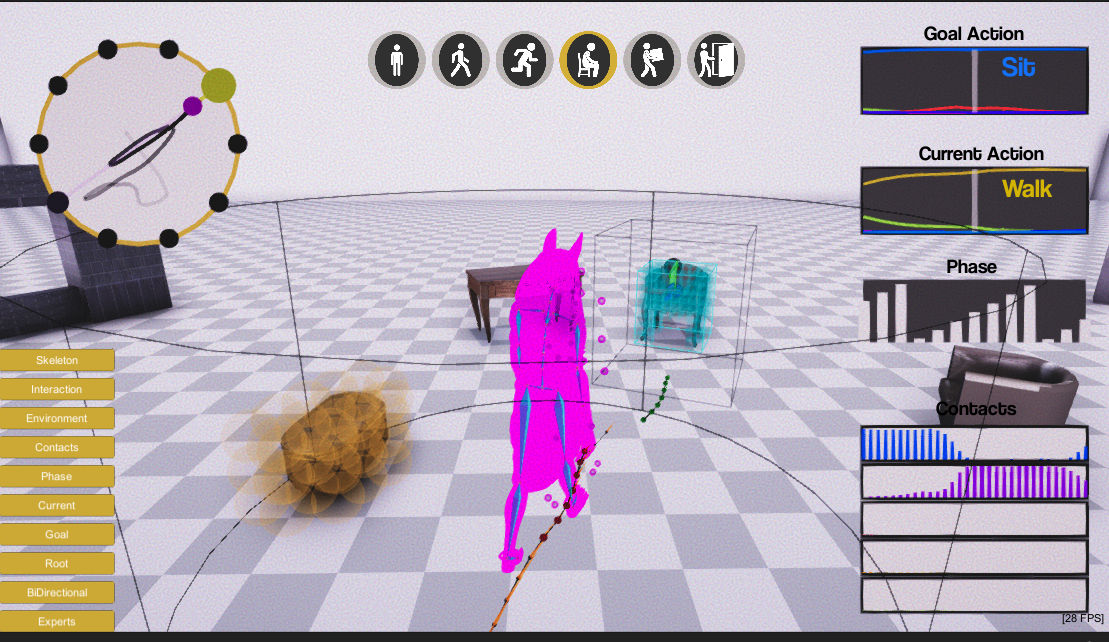 Goal Action
Sit
Current Action
Walk
Phase
Skeleton
Interaction
Environment
Contacts
Contacts
Phase
Current
Goal
Root
BiDirectional
Experts
[28 FPS]